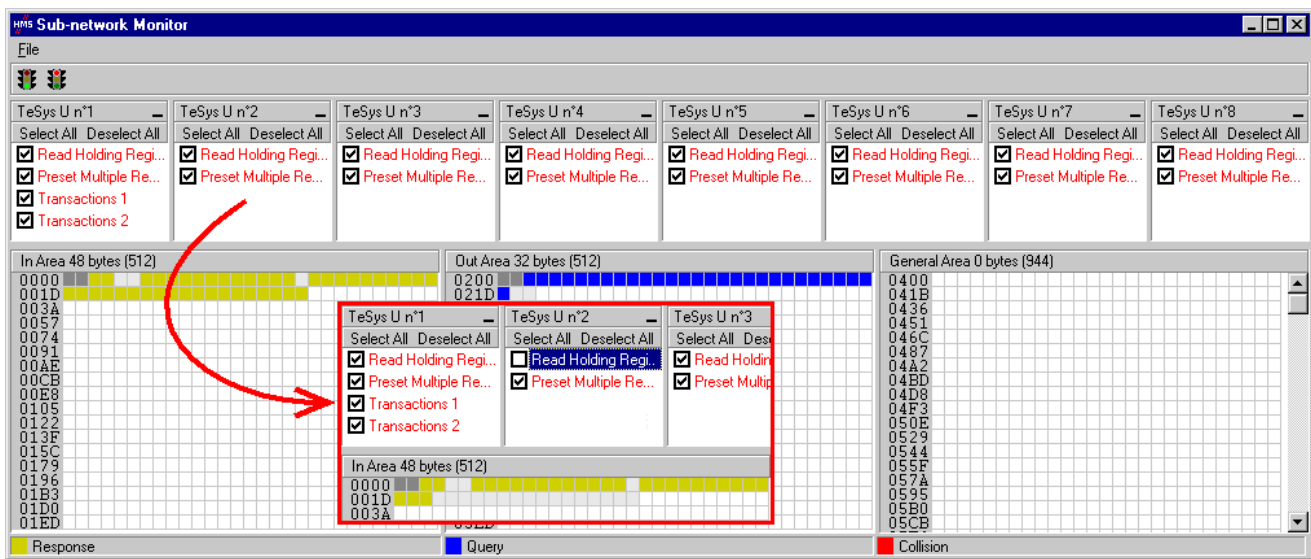 HMS Sub-network Monitor
File
TeSys U n°1 TeSys U n°2 TeSys U n°3 TeSys U n°4 TeSys U n°5 TeSys U n°6 TeSys U n°7 TeSys U n°8
Select All Deselect All Select All Deselect All Select All Deselect All Select All Deselect All Select All Deselect All Select All Deselect All Select All Deselect All Select All Deselect All
Read Holding Regi... Read Holding Regi... Read Holding Regi... Read Holding Regi... Read Holding Regi... Read Holding Regi... Read Holding Regi... Read Holding Regi...
Preset Multiple Re... Preset Multiple Re... Preset Multiple Re... Preset Multiple Re... Preset Multiple Re... Preset Multiple Re... Preset Multiple Re... Preset Multiple Re...
Transactions 1
Transactions 2
In Area 48 bytes (512)
0000
001D
003A
0057
0074
0091
00AE
00CB
00E8
0105
0122
013F
015C
0179
0196
01B3
01D0
01ED
Out Area 32 bytes (512)
0200
021D
TeSys U n°1 TeSys U n°2 TeSys U n°3
Select All Deselect All Select All Deselect All Select All Des
Read Holding Regi... Read Holding Regi.. Read Holdin
Preset Multiple Re... Preset Multiple Re... Preset Multip
Transactions 1
Transactions 2
In Area 48 bytes (512)
0000
001D
003A
General Area 0 bytes (944)
0400
041B
0436
0451
046C
0487
04A2
04BD
04D8
04F3
050E
0529
0544
055F
057A
0595
05B0
05CB
Response Query Collision